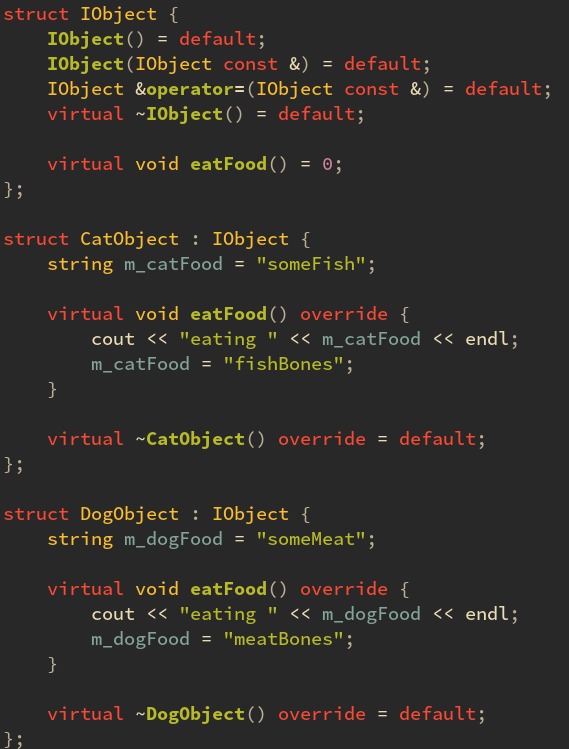 struct IObject {
    IObject() = default;
    IObject(IObject const &) = default;
    IObject &operator=(IObject const &) = default;
    virtual ~IObject() = default;

    virtual void eatFood() = 0;
};

struct CatObject : IObject {
    string m_catFood = "someFish";

    virtual void eatFood() override {
        cout << "eating " << m_catFood << endl;
        m_catFood = "fishBones";
    }

    virtual ~CatObject() override = default;
};

struct DogObject : IObject {
    string m_dogFood = "someMeat";

    virtual void eatFood() override {
        cout << "eating " << m_dogFood << endl;
        m_dogFood = "meatBones";
    }

    virtual ~DogObject() override = default;
};